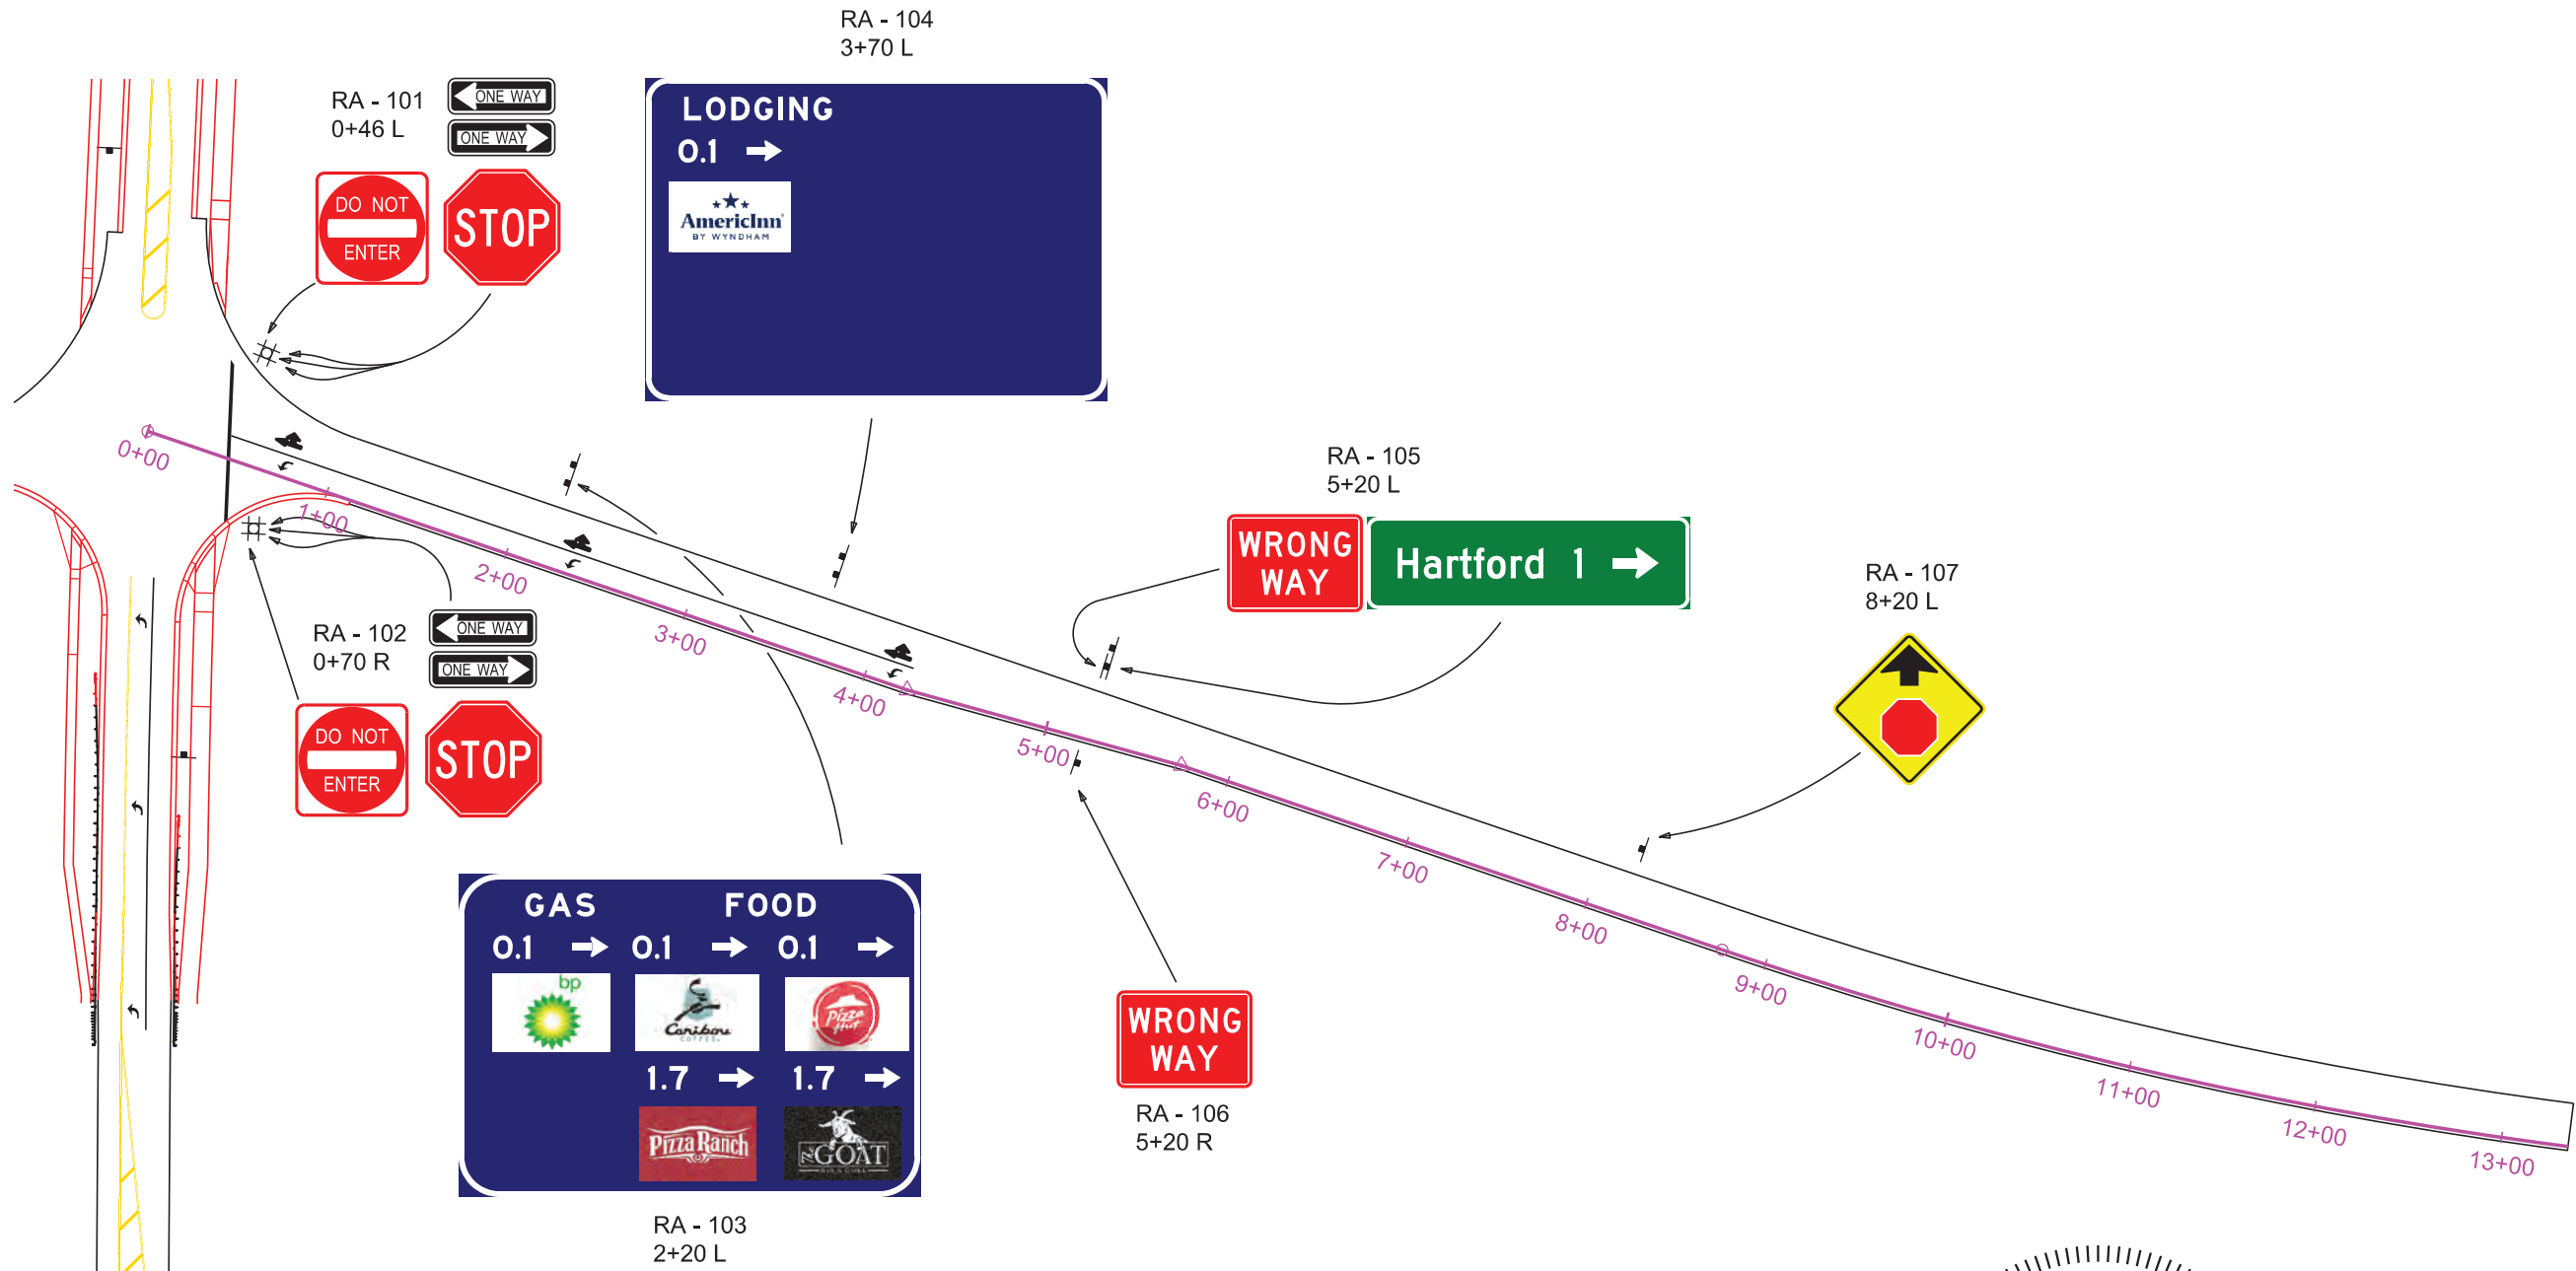 RA - 104
3+70 L
RA - 101
0+46 L
ONE WAY
ONE WAY
DO NOT
ENTER
STOP
LODGING
0.1
AmericInn
BY WYNDHAM
0+00
1+00
2+00
3+00
4+00
5+00
6+00
7+00
8+00
9+00
10+00
11+00
12+00
13+00
RA - 105
5+20 L
WRONG
WAY
Hartford 1
RA - 107
8+20 L
RA - 102
0+70 R
ONE WAY
ONE WAY
DO NOT
ENTER
STOP
GAS FOOD
0.1 0.1 0.1
bp
Caribou
COFFEE
Pizza
Hut
1.7 1.7
Pizza Ranch
The GOAT
BAR & GRILL
RA - 103
2+20 L
WRONG
WAY
RA - 106
5+20 R